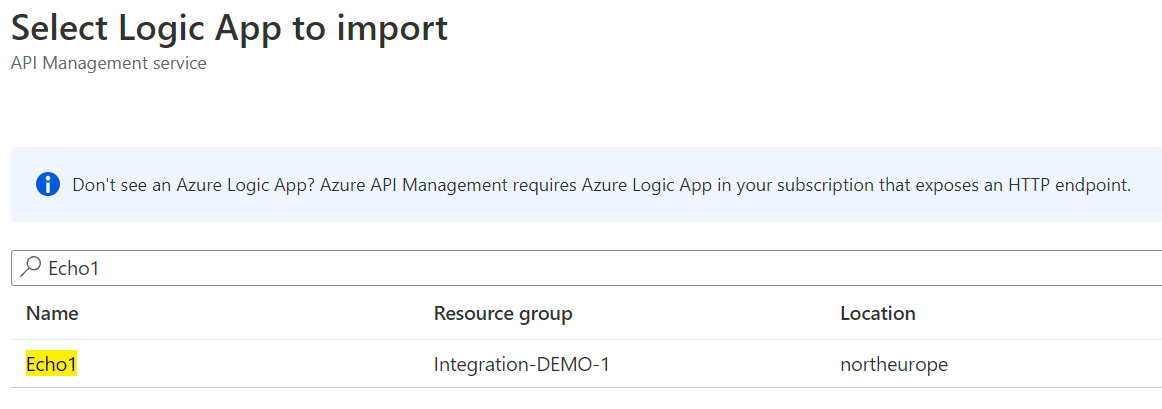 Select Logic App to import
API Management service
Don't see an Azure Logic App? Azure API Management requires Azure Logic App in your subscription that exposes an HTTP endpoint.
Echo1
Name Resource group Location
Echo1 Integration-DEMO-1 northeurope